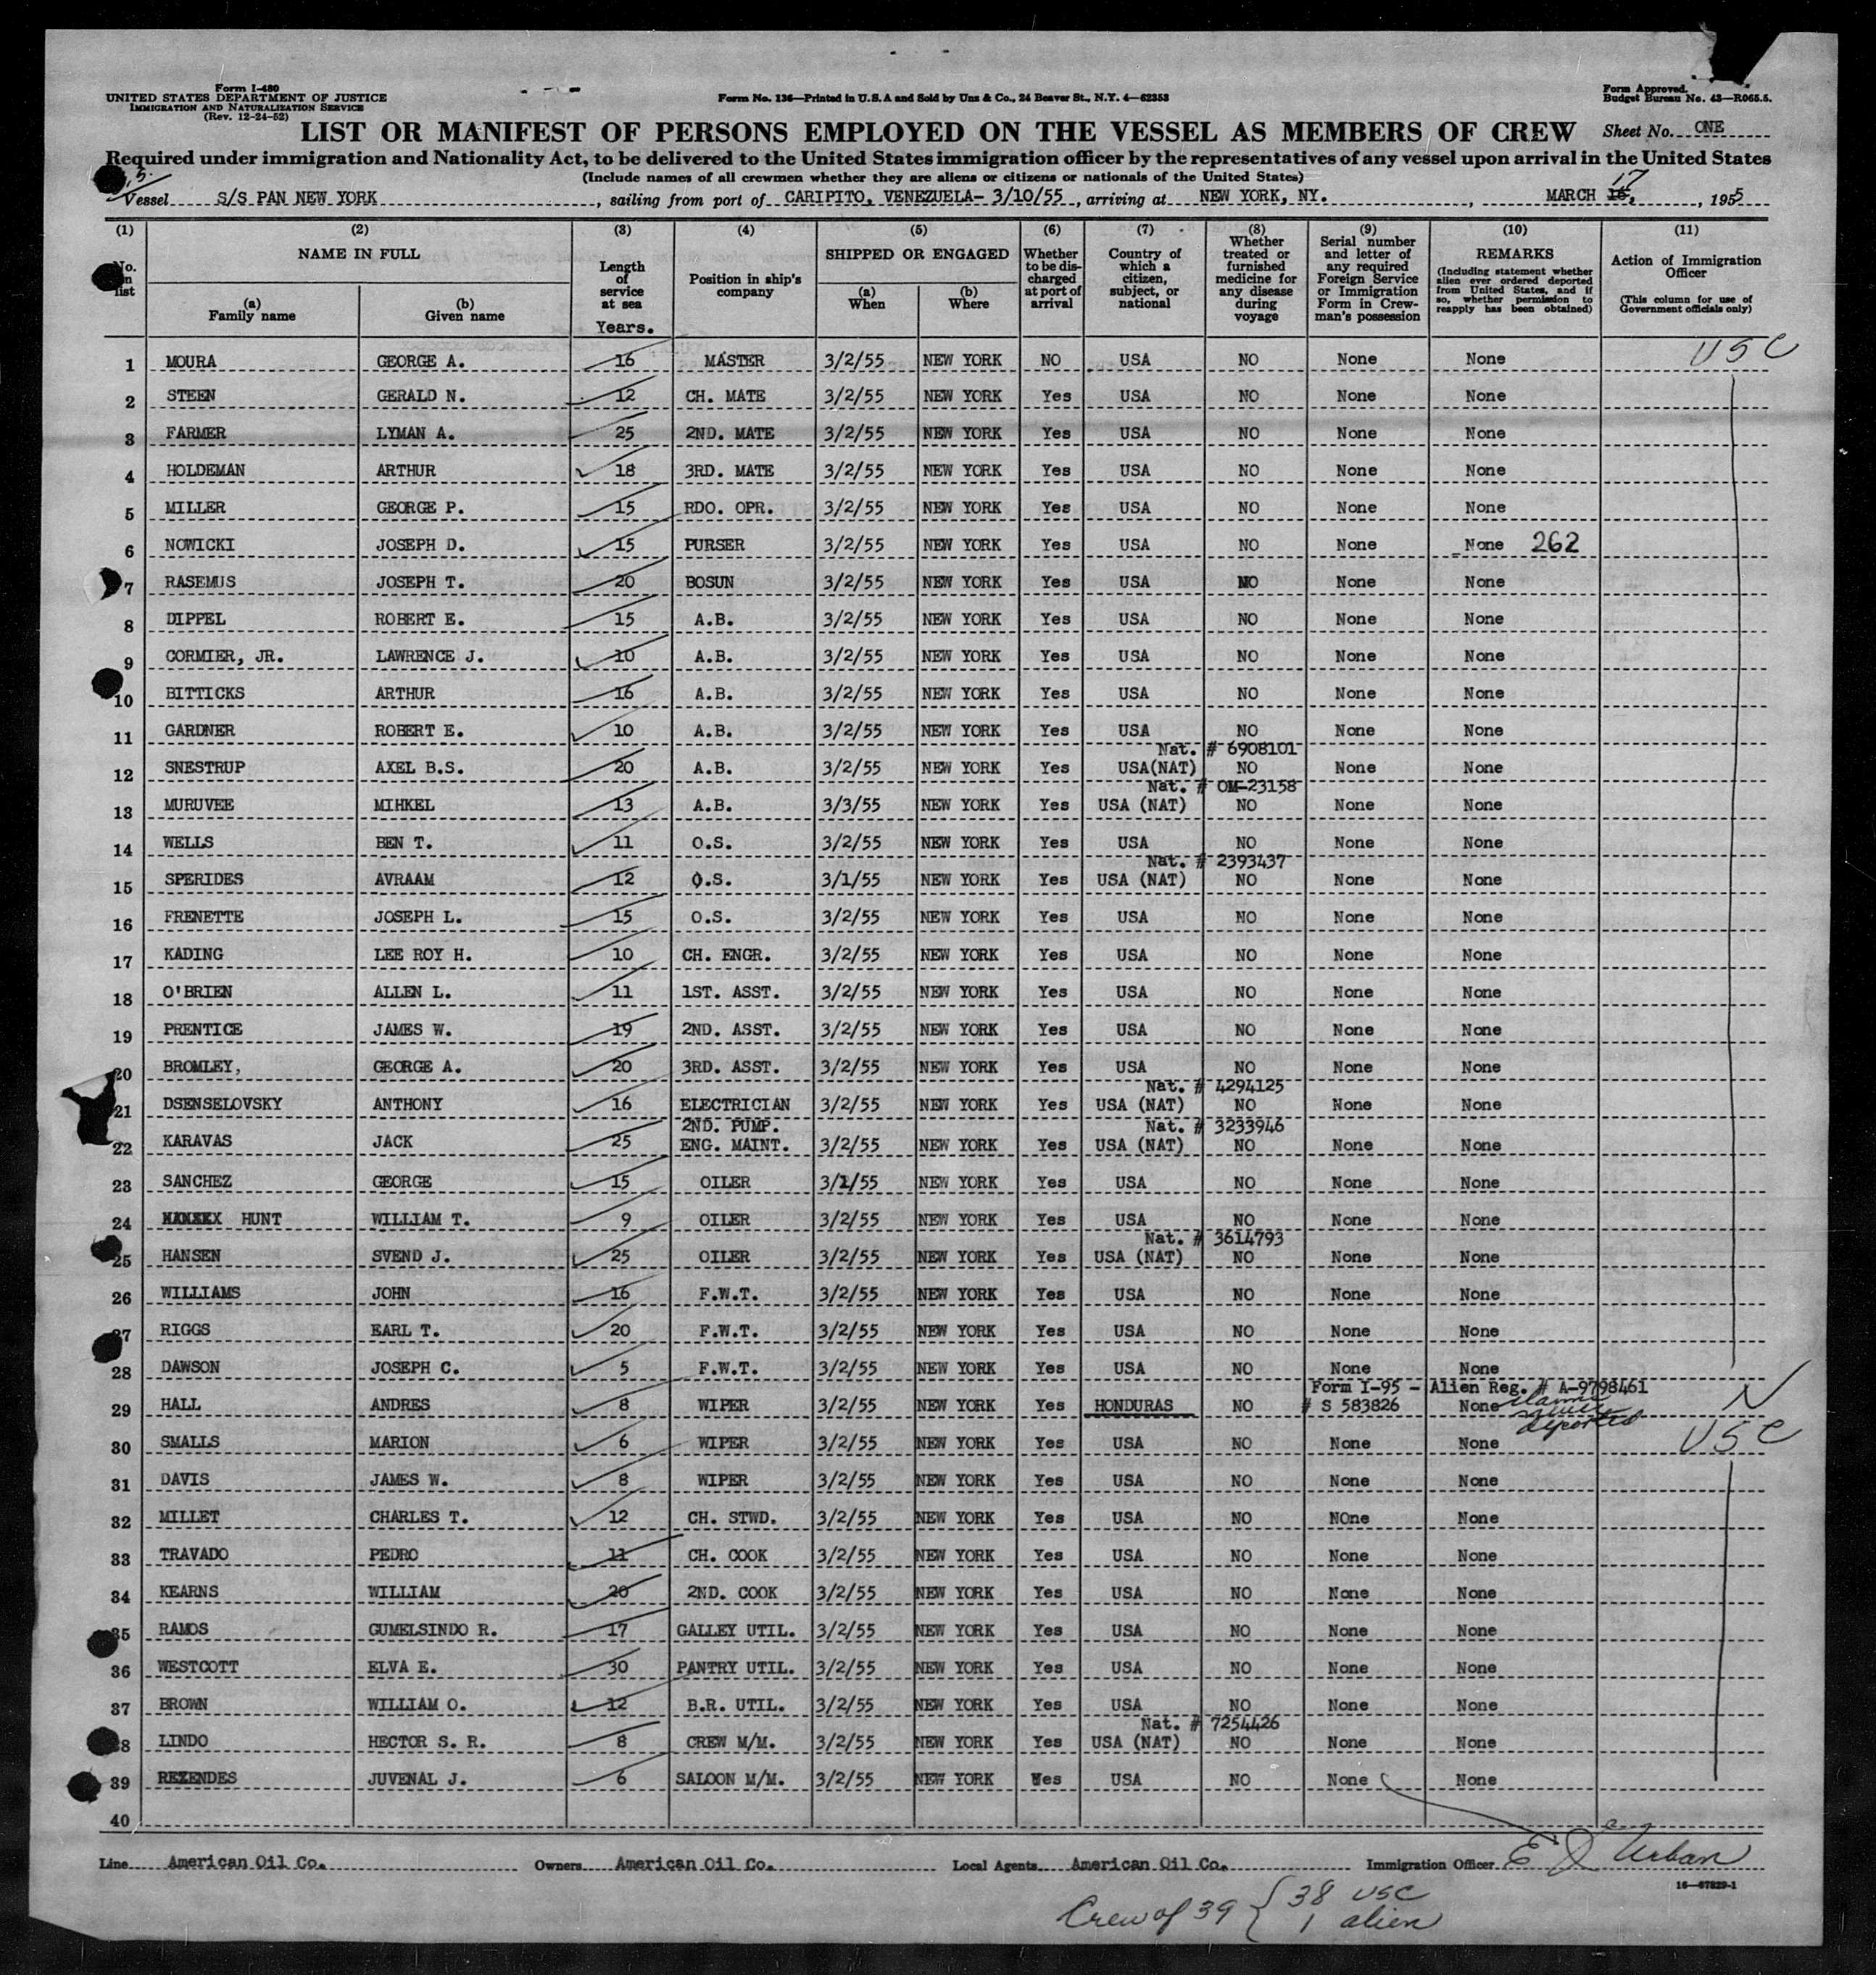 Form I-480
UNITED STATES DEPARTMENT OF JUSTICE
IMMIGRATION AND NATURALIZATION SERVICE
(Rev. 12-24-52)
Form No. 136—Printed in U.S.A and Sold by Unz & Co., 24 Beaver St., N.Y. 4—62353
Form Approved.
Budget Bureau No. 43—R065.5.
LIST OR MANIFEST OF PERSONS EMPLOYED ON THE VESSEL AS MEMBERS OF CREW Sheet No. ONE
Required under immigration and Nationality Act, to be delivered to the United States immigration officer by the representatives of any vessel upon arrival in the United States
(Include names of all crewmen whether they are aliens or citizens or nationals of the United States)
Vessel S/S PAN NEW YORK, sailing from port of CARIPITO, VENEZUELA- 3/10/55, arriving at NEW YORK, NY., MARCH 17, 1955
(1) (2) (3) (4) (5) (6) (7) (8) (9) (10) (11)
No. on list
NAME IN FULL
(a) Family name
(b) Given name
Length of service at sea
Years.
Position in ship's company
SHIPPED OR ENGAGED
(a) When
(b) Where
Whether to be discharged at port of arrival
Country of which a citizen, subject, or national
Whether treated or furnished medicine for any disease during voyage
Serial number and letter of any required Foreign Service or Immigration Form in Crewman's possession
REMARKS
(Including statement whether alien ever ordered deported from United States, and if so, whether permission to reapply has been obtained)
Action of Immigration Officer
(This column for use of Government officials only)
1 MOURA GEORGE A. 16 MASTER 3/2/55 NEW YORK NO USA NO None None USC
2 STEEN GERALD N. 12 CH. MATE 3/2/55 NEW YORK Yes USA NO None None
3 FARMER LYMAN A. 25 2ND. MATE 3/2/55 NEW YORK Yes USA NO None None
4 HOLDEMAN ARTHUR 18 3RD. MATE 3/2/55 NEW YORK Yes USA NO None None
5 MILLER GEORGE P. 15 RDO. OPR. 3/2/55 NEW YORK Yes USA NO None None
6 NOWICKI JOSEPH D. 15 PURSER 3/2/55 NEW YORK Yes USA NO None None 262
7 RASEMUS JOSEPH T. 20 BOSUN 3/2/55 NEW YORK Yes USA NO None None
8 DIPPEL ROBERT E. 15 A.B. 3/2/55 NEW YORK Yes USA NO None None
9 CORMIER, JR. LAWRENCE J. 10 A.B. 3/2/55 NEW YORK Yes USA NO None None
10 BITTICKS ARTHUR 16 A.B. 3/2/55 NEW YORK Yes USA NO None None
11 GARDNER ROBERT E. 10 A.B. 3/2/55 NEW YORK Yes USA NO None None
Nat. # 6908101
12 SNESTRUP AXEL B.S. 20 A.B. 3/2/55 NEW YORK Yes USA(NAT) NO None None
Nat. # OM-23158
13 MURUVEE MIHKEL 13 A.B. 3/3/55 NEW YORK Yes USA (NAT) NO None None
14 WELLS BEN T. 11 O.S. 3/2/55 NEW YORK Yes USA NO None None
Nat. # 2393437
15 SPERIDES AVRAAM 12 O.S. 3/1/55 NEW YORK Yes USA (NAT) NO None None
16 FRENETTE JOSEPH L. 15 O.S. 3/2/55 NEW YORK Yes USA NO None None
17 KADING LEE ROY H. 10 CH. ENGR. 3/2/55 NEW YORK Yes USA NO None None
18 O'BRIEN ALLEN L. 11 1ST. ASST. 3/2/55 NEW YORK Yes USA NO None None
19 PRENTICE JAMES W. 19 2ND. ASST. 3/2/55 NEW YORK Yes USA NO None None
20 BROMLEY, GEORGE A. 20 3RD. ASST. 3/2/55 NEW YORK Yes USA NO None None
Nat. # 4294125
21 DSENSELOVSKY ANTHONY 16 ELECTRICIAN 3/2/55 NEW YORK Yes USA (NAT) NO None None
2ND. PUMP. Nat. # 3233946
22 KARAVAS JACK 25 ENG. MAINT. 3/2/55 NEW YORK Yes USA (NAT) NO None None
23 SANCHEZ GEORGE 15 OILER 3/1/55 NEW YORK Yes USA NO None None
24 HUNT WILLIAM T. 9 OILER 3/2/55 NEW YORK Yes USA NO None None
Nat. # 3614793
25 HANSEN SVEND J. 25 OILER 3/2/55 NEW YORK Yes USA (NAT) NO None None
26 WILLIAMS JOHN 16 F.W.T. 3/2/55 NEW YORK Yes USA NO None None
27 RIGGS EARL T. 20 F.W.T. 3/2/55 NEW YORK Yes USA NO None None
28 DAWSON JOSEPH C. 5 F.W.T. 3/2/55 NEW YORK Yes USA NO None None
Form I-95 - Alien Reg. # A-9798461
29 HALL ANDRES 8 WIPER 3/2/55 NEW YORK Yes HONDURAS NO # S 583826 None deported N
30 SMALLS MARION 6 WIPER 3/2/55 NEW YORK Yes USA NO None None USC
31 DAVIS JAMES W. 8 WIPER 3/2/55 NEW YORK Yes USA NO None None
32 MILLET CHARLES T. 12 CH. STWD. 3/2/55 NEW YORK Yes USA NO NOne None
33 TRAVADO PEDRO 11 CH. COOK 3/2/55 NEW YORK Yes USA NO None None
34 KEARNS WILLIAM 20 2ND. COOK 3/2/55 NEW YORK Yes USA NO None None
35 RAMOS GUMELSINDO R. 17 GALLEY UTIL. 3/2/55 NEW YORK Yes USA NO None None
36 WESTCOTT ELVA E. 30 PANTRY UTIL. 3/2/55 NEW YORK Yes USA NO None None
37 BROWN WILLIAM O. 12 B.R. UTIL. 3/2/55 NEW YORK Yes USA NO None None
Nat. # 7254426
38 LINDO HECTOR S. R. 8 CREW M/M. 3/2/55 NEW YORK Yes USA (NAT) NO None None
39 REZENDES JUVENAL J. 6 SALOON M/M. 3/2/55 NEW YORK Yes USA NO None None
40
Line American Oil Co. Owners American Oil Co. Local Agents American Oil Co. Immigration Officer E J Urban
16—67829-1
Crew of 39 { 38 USC
1 alien